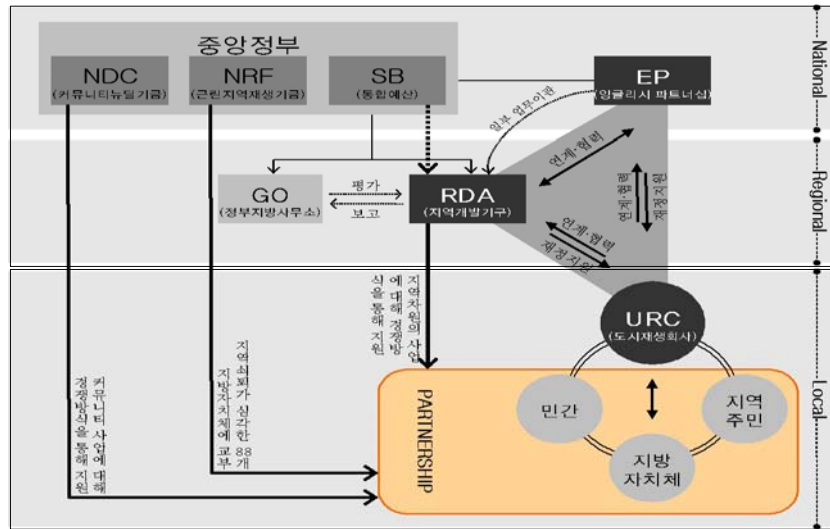 중앙정부
NDC
(커뮤니티뉴딜기금)
NRF
(근린지역재생기금)
SB
(통합예산)
EP
(잉글리시 파트너십)
National
일부 업무이관
연계·협력
연계·협력
재정지원
GO
(정부지방사무소)
평가
보고
RDA
(지역개발기구)
연계·협력
재정지원
Regional
지역차원의 사업
에 대해 경쟁방
식을 통해 지원
URC
(도시재생회사)
지역쇠퇴가 심각한 88개
지방자치체에 교부
커뮤니티 사업에 대해
경쟁방식을 통해 지원
PARTNERSHIP
민간
지역
주민
지방
자치체
Local